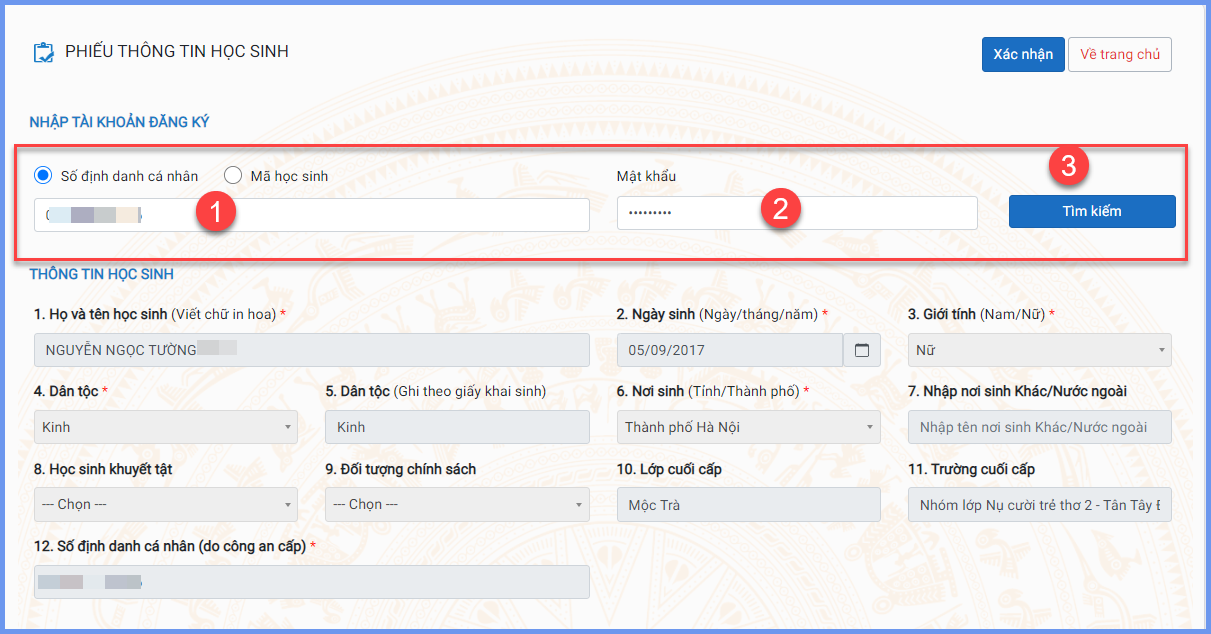 PHIẾU THÔNG TIN HỌC SINH
Xác nhận Về trang chủ
NHẬP TÀI KHOẢN ĐĂNG KÝ
3
Số định danh cá nhân Mã học sinh Mật khẩu
1 2 Tìm kiếm
THÔNG TIN HỌC SINH
1. Họ và tên học sinh (Viết chữ in hoa) * 2. Ngày sinh (Ngày/tháng/năm) * 3. Giới tính (Nam/Nữ) *
NGUYỄN NGỌC TƯỜNG 05/09/2017 Nữ
4. Dân tộc * 5. Dân tộc (Ghi theo giấy khai sinh) 6. Nơi sinh (Tỉnh/Thành phố) * 7. Nhập nơi sinh Khác/Nước ngoài
Kinh Kinh Thành phố Hà Nội Nhập tên nơi sinh Khác/Nước ngoài
8. Học sinh khuyết tật 9. Đối tượng chính sách 10. Lớp cuối cấp 11. Trường cuối cấp
--- Chọn --- --- Chọn --- Mộc Trà Nhóm lớp Nụ cười trẻ thơ 2 - Tân Tây
12. Số định danh cá nhân (do công an cấp) *